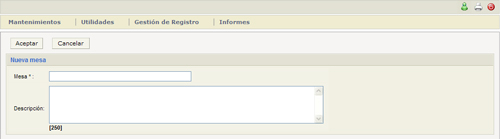 Mantenimientos | Utilidades | Gestión de Registro | Informes
Aceptar Cancelar
Nueva mesa
Mesa * :
Descripción:
[250]